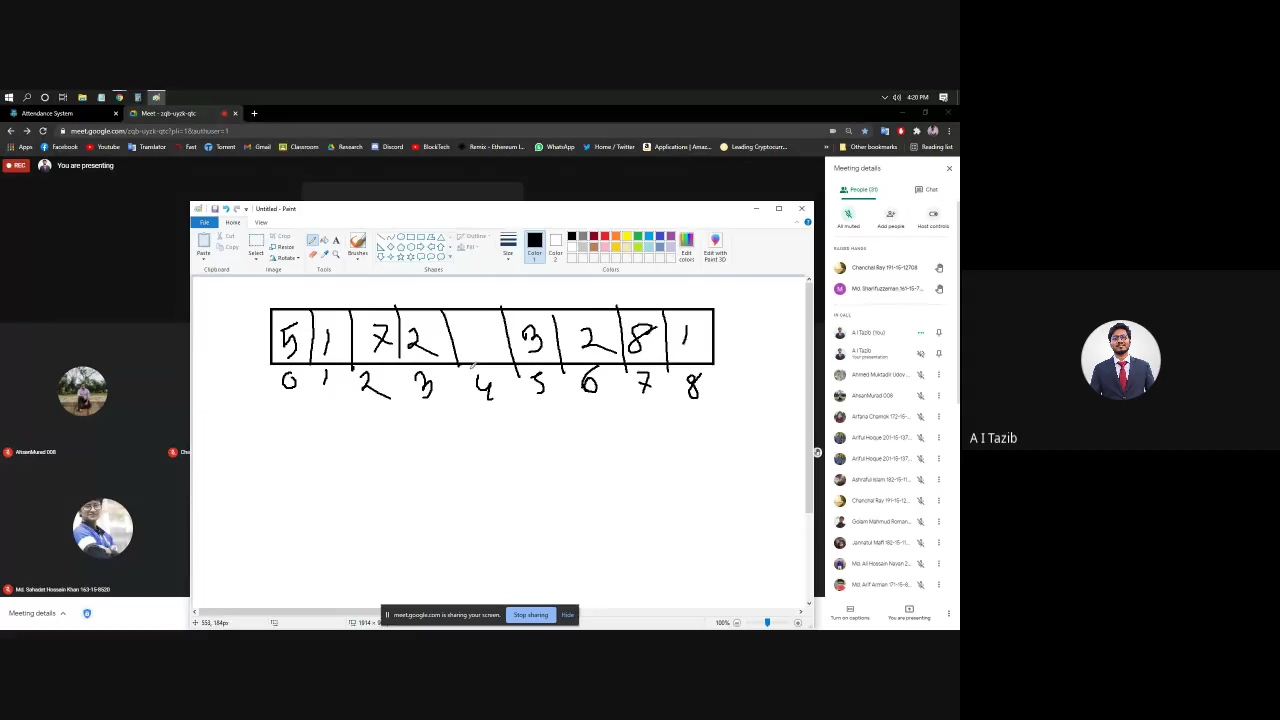 4:20 PM
Attendance System
Meet - zqb-uyzk-qtc
meet.google.com/zqb-uyzk-qtc?pli=1&authuser=1
Apps Facebook Youtube Translator Fast Torrent Gmail Classroom Research Discord BlockTech Remix - Ethereum I... WhatsApp Home / Twitter Applications | Amaz... Leading Cryptocurr... » Other bookmarks Reading list
REC You are presenting
Meeting details
People (31) Chat
All muted Add people Host controls
RAISED HANDS
Chanchal Ray 191-15-12708
Md. Sharifuzzaman 161-15-7...
IN CALL
A I Tazib (You)
A I Tazib
Your presentation
Ahmed Muktadir Udoy ...
AhsanMurad 008
Arfana Chamok 172-15-...
Ariful Hoque 201-15-137...
Ariful Hoque 201-15-137...
Ashraful Islam 182-15-11...
Chanchal Ray 191-15-12...
Golam Mahmud Roman...
Jannatul Mafi 182-15-11...
Md. Ali Hossain Nayan 2...
Md. Arif Arman 171-15-8...
Turn on captions You are presenting
Untitled - Paint
File Home View
Paste Cut Copy Clipboard
Select Crop Resize Rotate Image
A Tools
Brushes
Outline Fill Shapes
Size
Color 1 Color 2 Edit colors Edit with Paint 3D
Colors
5 1 7 2 3 2 8 1
0 1 2 3 4 5 6 7 8
553, 184px 100%
meet.google.com is sharing your screen. Stop sharing Hide
AhsanMurad 008
Md. Sahadat Hossain Khan 163-15-8520
Meeting details
A I Tazib